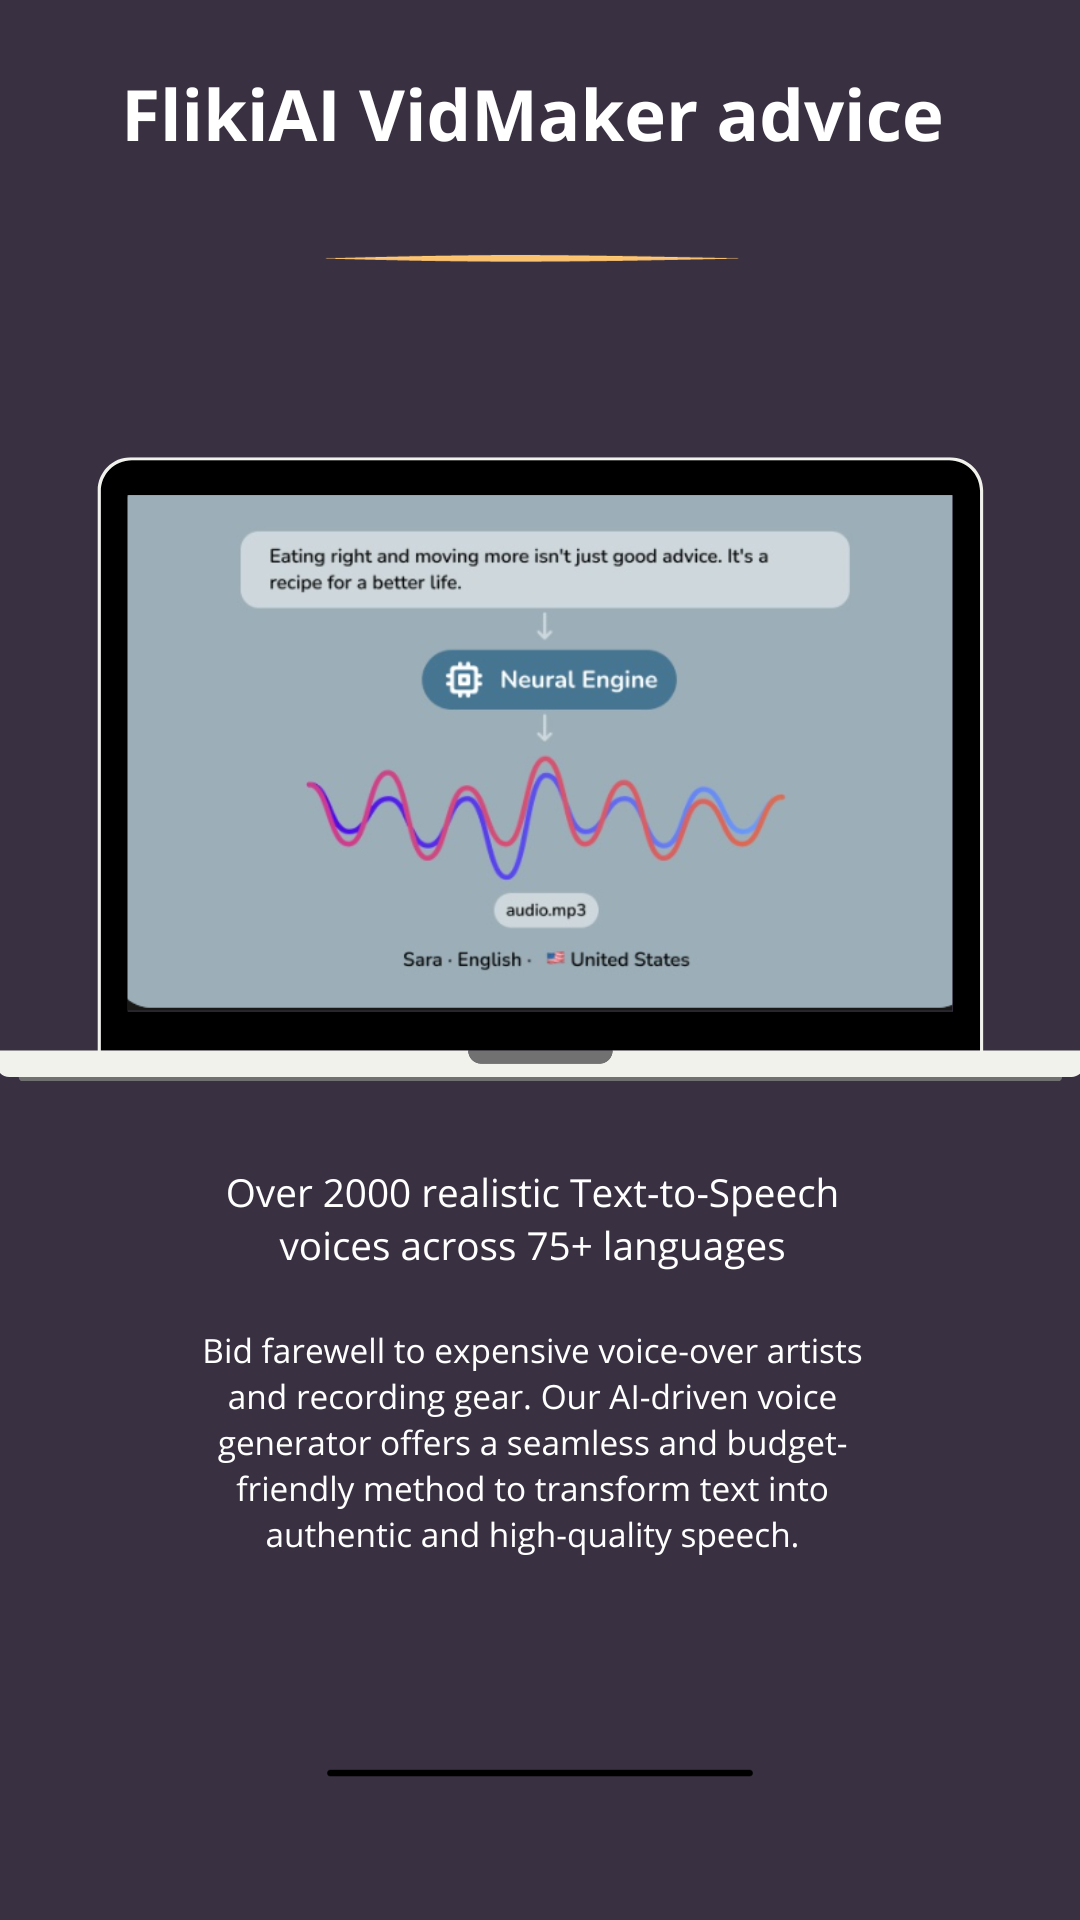 FlikiAI VidMaker advice
Eating right and moving more isn't just good advice. It's a
recipe for a better life.
Neural Engine
audio.mp3
Sara · English · 🇺🇸 United States
Over 2000 realistic Text-to-Speech
voices across 75+ languages
Bid farewell to expensive voice-over artists
and recording gear. Our AI-driven voice
generator offers a seamless and budget-
friendly method to transform text into
authentic and high-quality speech.